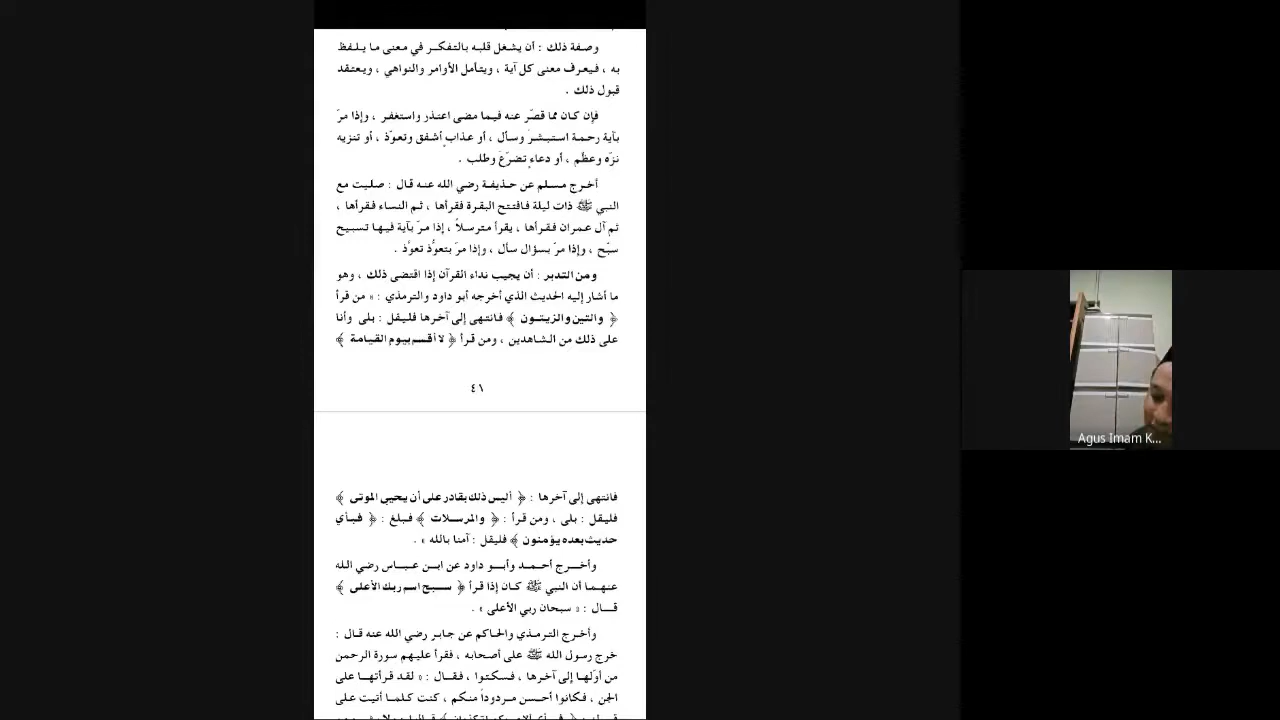 وصفة ذلك : أن يشغل قلبه بالتفكر في معنى ما يلفظ
به ، فيعرف معنى كل آية ، ويتأمل الأوامر والنواهي ، ويعتقد
قبول ذلك .
فإن كان مما قصّر عنه فيما مضى اعتذر واستغفر ، وإذا مرّ
بآية رحمة استبشرَ وسأل ، أو عذابٍ أشفق وتعوّذ ، أو تنزيه
نزّه وعظّم ، أو دعاءٍ تضرّعَ وطلب .
أخرج مسلم عن حذيفة رضي الله عنه قال : صليت مع
النبي ﷺ ذات ليلة فافتتح البقرة فقرأها ، ثم النساء فقرأها ،
ثم آل عمران فقرأها ، يقرأ مترسلاً ، إذا مرّ بآية فيها تسبيح
سبّح ، وإذا مرّ بسؤال سأل ، وإذا مرّ بتعوُّذ تعوَّذ .
ومن التدبر : أن يجيب نداء القرآن إذا اقتضى ذلك ، وهو
ما أشار إليه الحديث الذي أخرجه أبو داود والترمذي : « من قرأ
﴿ والتين والزيتون ﴾ فانتهى إلى آخرها فليقل : بلى وأنا
على ذلك من الشاهدين ، ومن قرأ ﴿ لا أقسم بيوم القيامة ﴾
٤١
فانتهى إلى آخرها : ﴿ أليس ذلك بقادر على أن يحيي الموتى ﴾
فليقل : بلى ، ومن قرأ : ﴿ والمرسلات ﴾ فبلغ : ﴿ فبأي
حديث بعده يؤمنون ﴾ فليقل : آمنا بالله » .
وأخرج أحمد وأبو داود عن ابن عباس رضي الله
عنهما أن النبي ﷺ كان إذا قرأ ﴿ سبح اسم ربك الأعلى ﴾
قال : « سبحان ربي الأعلى » .
وأخرج الترمذي والحاكم عن جابر رضي الله عنه قال :
خرج رسول الله ﷺ على أصحابه ، فقرأ عليهم سورة الرحمن
من أوّلها إلى آخرها ، فسكتوا ، فقال : « لقد قرأتها على
الجن ، فكانوا أحسن مردوداً منكم ، كنت كلما أتيت على
Agus Imam K...